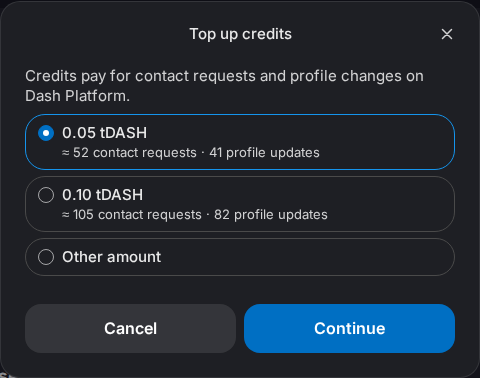 Top up credits
Credits pay for contact requests and profile changes on
Dash Platform.
0.05 tDASH
≈ 52 contact requests · 41 profile updates
0.10 tDASH
≈ 105 contact requests · 82 profile updates
Other amount
Cancel
Continue